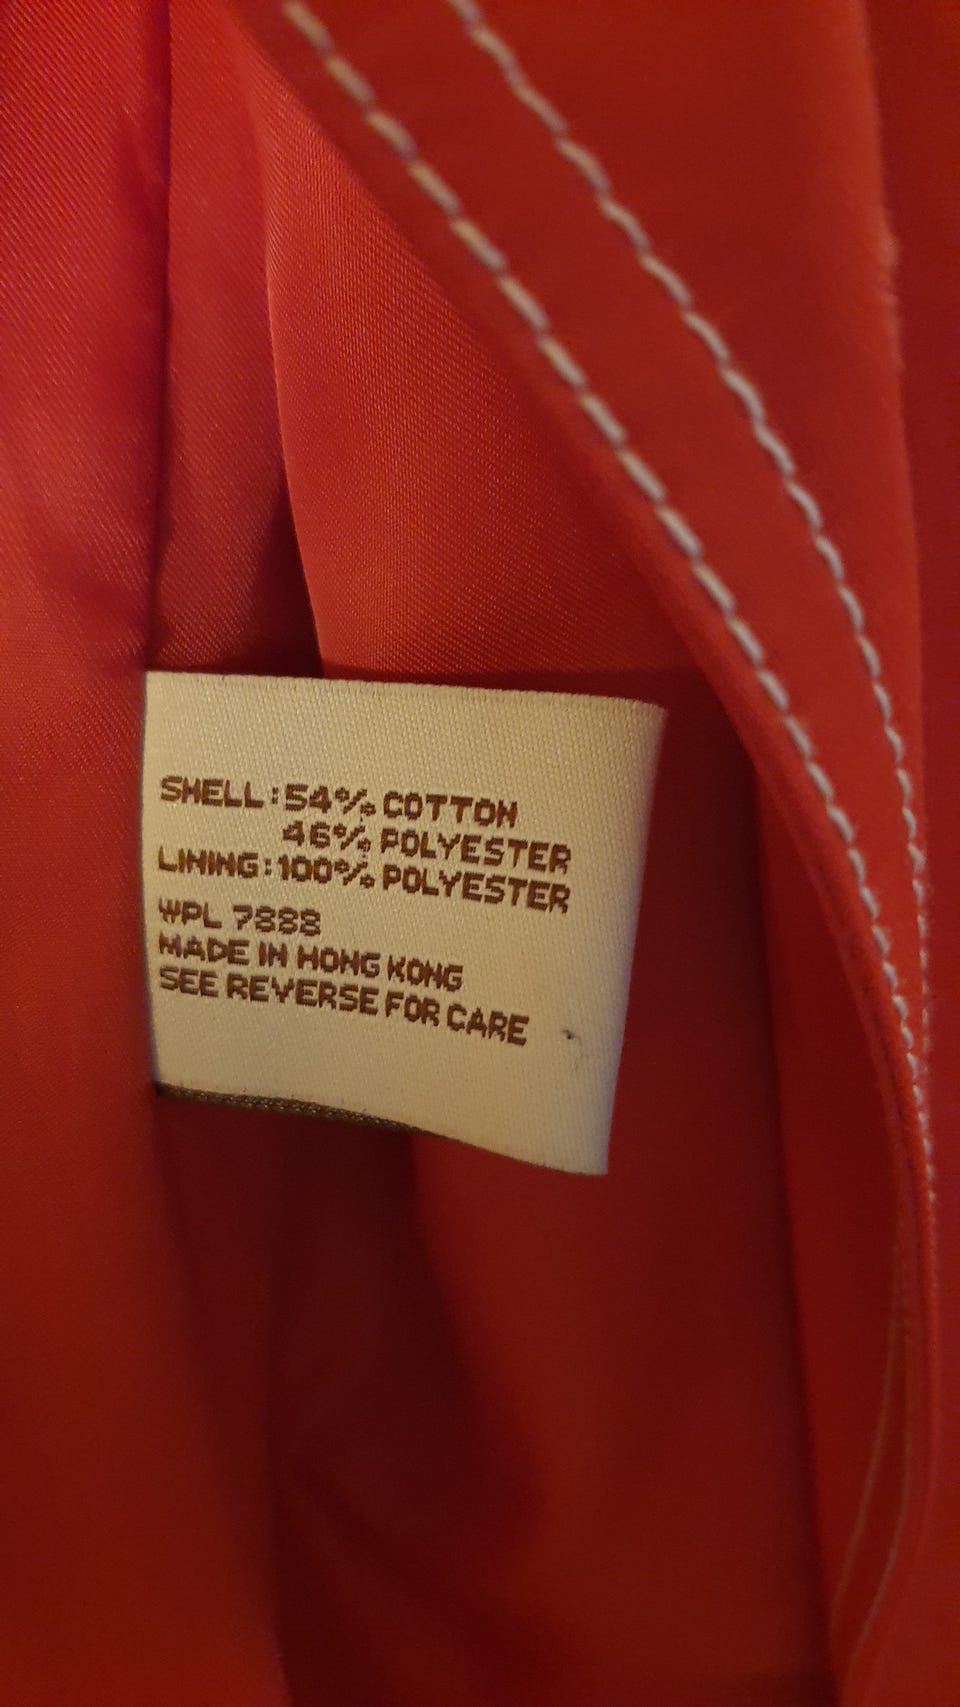 SHELL: 54% COTTON
46% POLYESTER
LINING: 100% POLYESTER
WPL 7888
MADE IN HONG KONG
SEE REVERSE FOR CARE